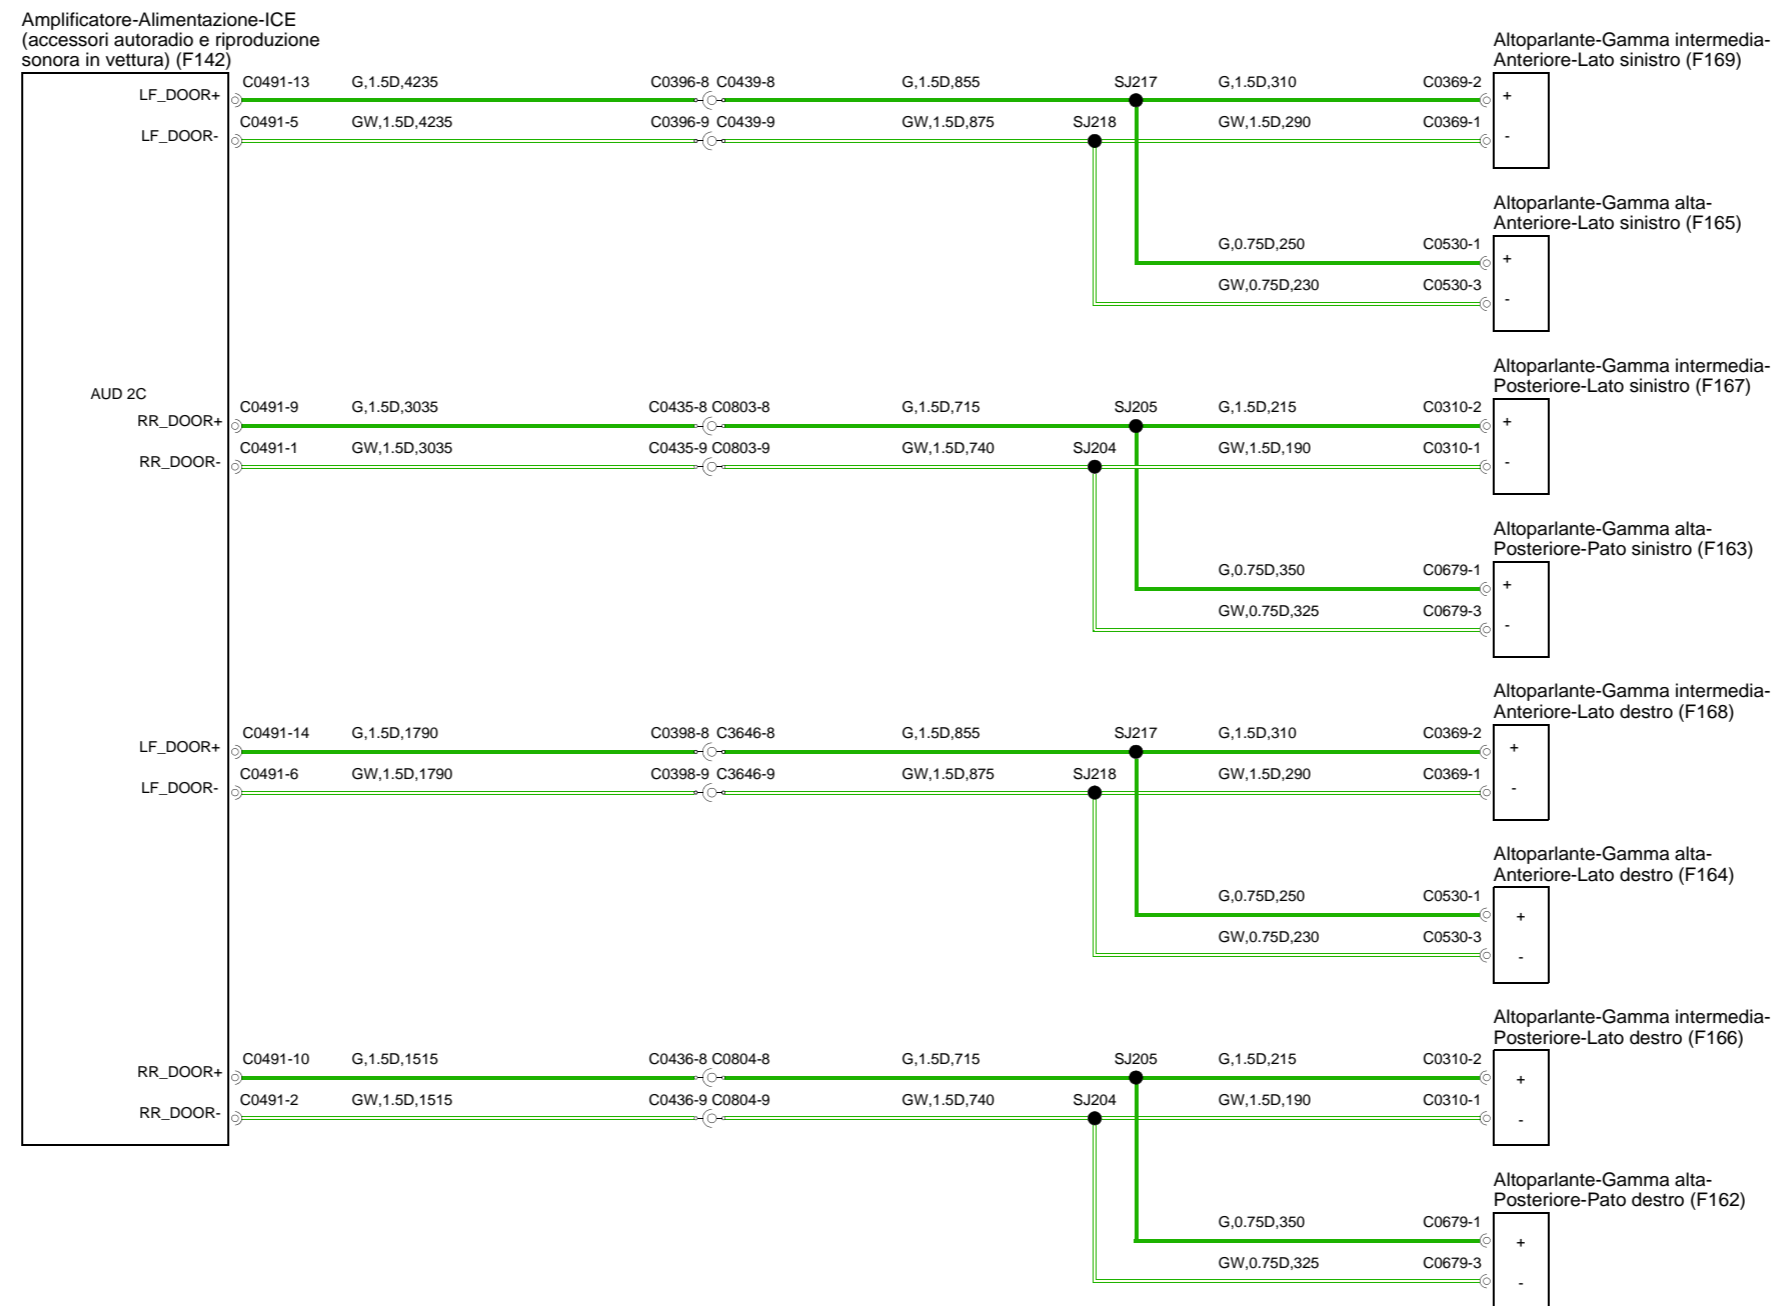 Amplificatore-Alimentazione-ICE
(accessori autoradio e riproduzione
sonora in vettura) (F142)
Altoparlante-Gamma intermedia-
Anteriore-Lato sinistro (F169)
LF_DOOR+ C0491-13 G,1.5D,4235 C0396-8 C0439-8 G,1.5D,855 SJ217 G,1.5D,310 C0369-2 +
LF_DOOR- C0491-5 GW,1.5D,4235 C0396-9 C0439-9 GW,1.5D,875 SJ218 GW,1.5D,290 C0369-1 -
Altoparlante-Gamma alta-
Anteriore-Lato sinistro (F165)
G,0.75D,250 C0530-1 +
GW,0.75D,230 C0530-3 -
Altoparlante-Gamma intermedia-
Posteriore-Lato sinistro (F167)
AUD 2C
RR_DOOR+ C0491-9 G,1.5D,3035 C0435-8 C0803-8 G,1.5D,715 SJ205 G,1.5D,215 C0310-2 +
RR_DOOR- C0491-1 GW,1.5D,3035 C0435-9 C0803-9 GW,1.5D,740 SJ204 GW,1.5D,190 C0310-1 -
Altoparlante-Gamma alta-
Posteriore-Pato sinistro (F163)
G,0.75D,350 C0679-1 +
GW,0.75D,325 C0679-3 -
Altoparlante-Gamma intermedia-
Anteriore-Lato destro (F168)
LF_DOOR+ C0491-14 G,1.5D,1790 C0398-8 C3646-8 G,1.5D,855 SJ217 G,1.5D,310 C0369-2 +
LF_DOOR- C0491-6 GW,1.5D,1790 C0398-9 C3646-9 GW,1.5D,875 SJ218 GW,1.5D,290 C0369-1 -
Altoparlante-Gamma alta-
Anteriore-Lato destro (F164)
G,0.75D,250 C0530-1 +
GW,0.75D,230 C0530-3 -
Altoparlante-Gamma intermedia-
Posteriore-Lato destro (F166)
RR_DOOR+ C0491-10 G,1.5D,1515 C0436-8 C0804-8 G,1.5D,715 SJ205 G,1.5D,215 C0310-2 +
RR_DOOR- C0491-2 GW,1.5D,1515 C0436-9 C0804-9 GW,1.5D,740 SJ204 GW,1.5D,190 C0310-1 -
Altoparlante-Gamma alta-
Posteriore-Pato destro (F162)
G,0.75D,350 C0679-1 +
GW,0.75D,325 C0679-3 -